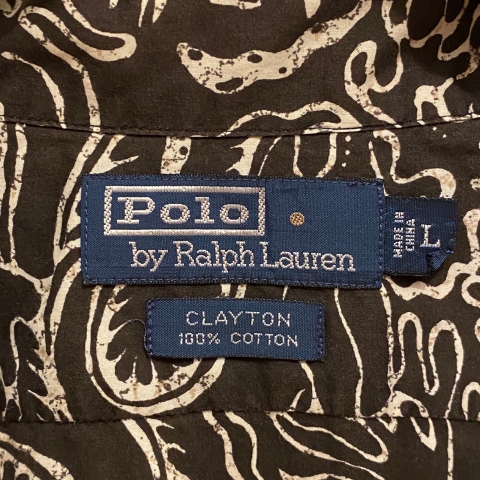 Polo
by Ralph Lauren
MADE IN
CHINA
L
CLAYTON
100% COTTON